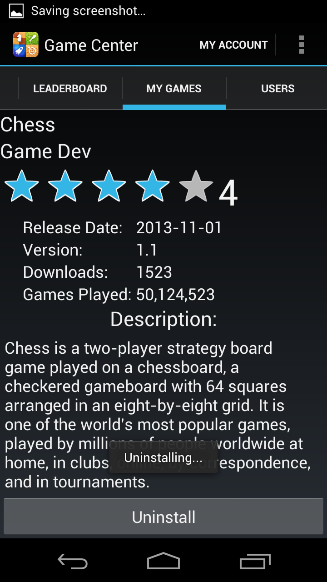 Saving screenshot...
Game Center
MY ACCOUNT
LEADERBOARD
MY GAMES
USERS
Chess
Game Dev
4
Release Date: 2013-11-01
Version: 1.1
Downloads: 1523
Games Played: 50,124,523
Description:
Chess is a two-player strategy board
game played on a chessboard, a
checkered gameboard with 64 squares
arranged in an eight-by-eight grid. It is
one of the world's most popular games,
played by millions of people worldwide at
home, in clubs, online, by correspondence,
and in tournaments.
Uninstalling...
Uninstall